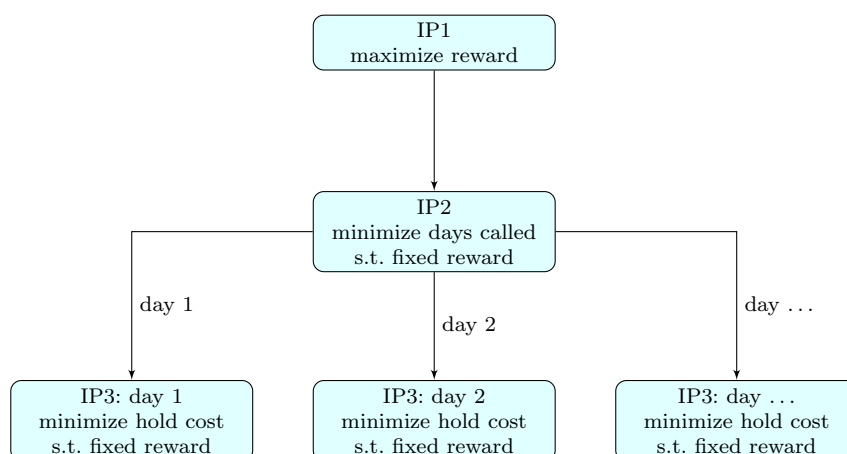 IP1
maximize reward
IP2
minimize days called
s.t. fixed reward
day 1
day 2
day ...
IP3: day 1
minimize hold cost
s.t. fixed reward
IP3: day 2
minimize hold cost
s.t. fixed reward
IP3: day ...
minimize hold cost
s.t. fixed reward